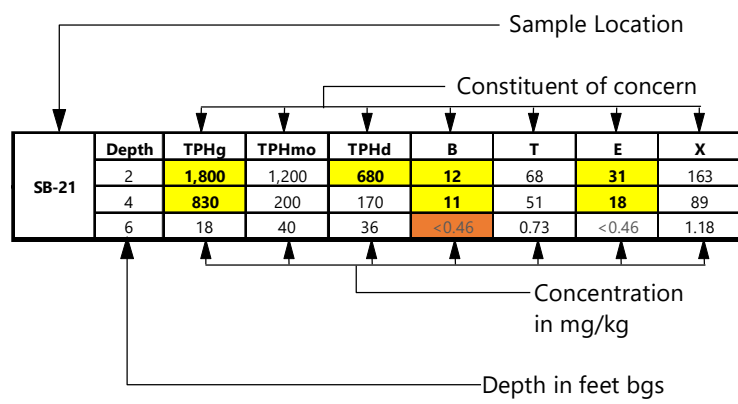 Sample Location
Constituent of concern
Depth TPHg TPHmo TPHd B T E X
SB-21
2 1,800 1,200 680 12 68 31 163
4 830 200 170 11 51 18 89
6 18 40 36 <0.46 0.73 <0.46 1.18
Concentration
in mg/kg
Depth in feet bgs